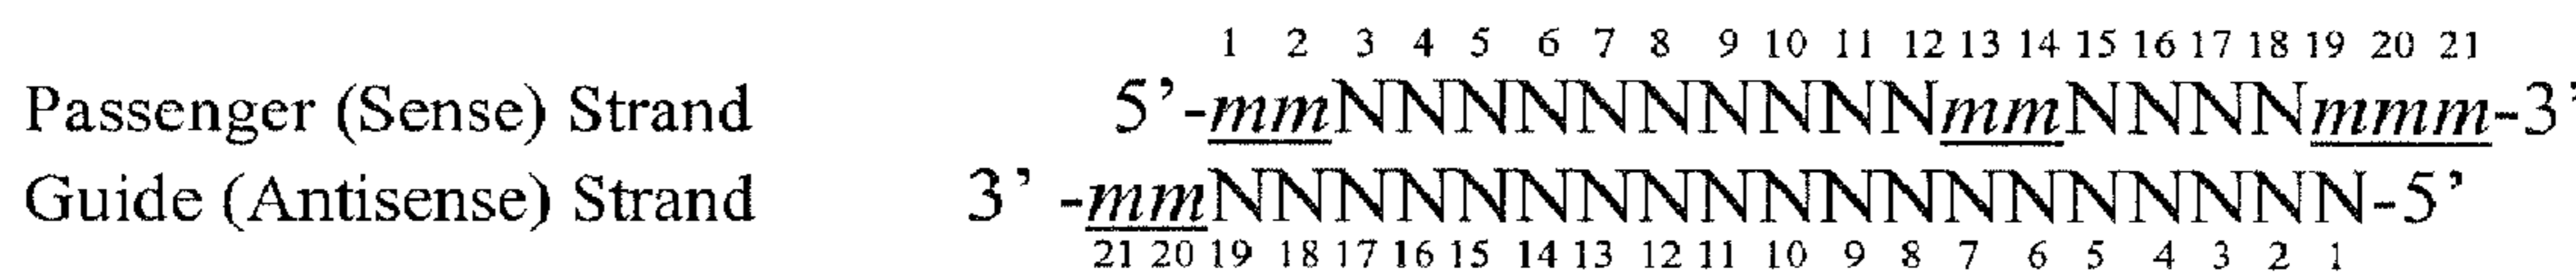 1 2 3 4 5 6 7 8 9 10 11 12 13 14 15 16 17 18 19 20 21
Passenger (Sense) Strand 5’-mmNNNNNNNNNNmmNNNNmmm-3’
Guide (Antisense) Strand 3’ -mmNNNNNNNNNNNNNNNNNNN-5’
21 20 19 18 17 16 15 14 13 12 11 10 9 8 7 6 5 4 3 2 1